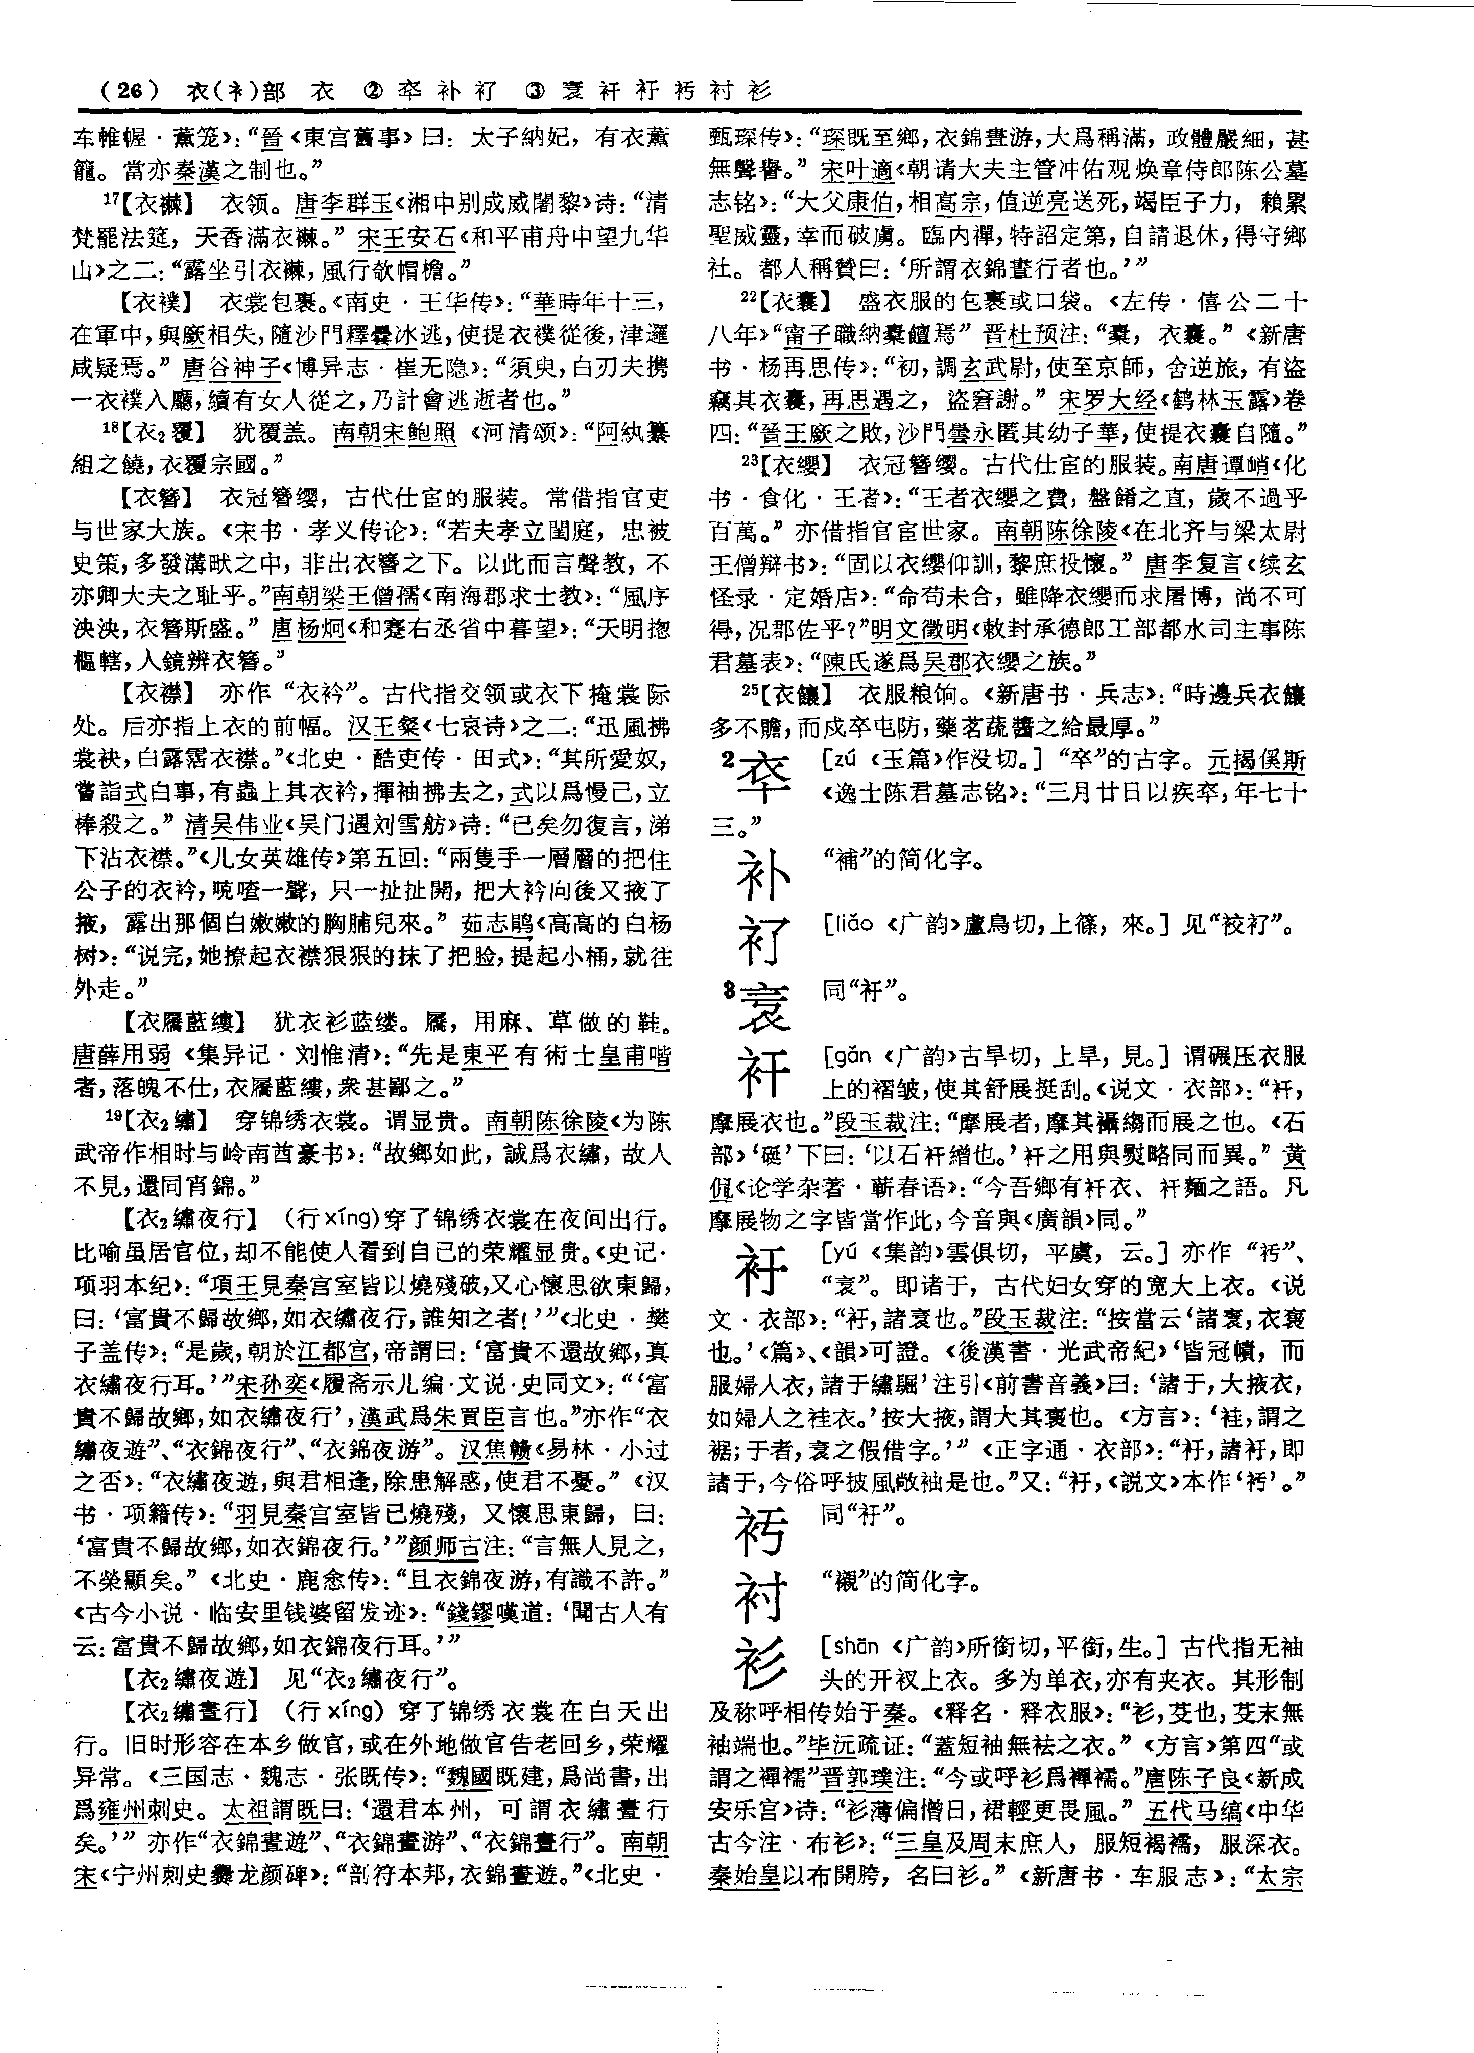 （26） 衣(衤)部 衣 ② 卒 补 衦 ③ 衺 衦 衧 衬 衫
车帷幄·薰笼》：“晉《東宫舊事》曰：太子納妃，有衣薰
籠。當亦秦漢之制也。”
17【衣襋】 衣领。唐李群玉《湘中别成威闍黎》诗：“清
梵罷法筵，天香滿衣襋。”宋王安石《和平甫舟中望九华
山》之二：“露坐引衣襋，風行欹帽檐。”
【衣襆】 衣裳包裹。《南史·王华传》：“華時年十三，
在軍中，與廞相失，隨沙門釋曇冰逃，使提衣襆從後，津邏
咸疑焉。”唐谷神子《博异志·崔无隐》：“須臾，白刃夫携
一衣襆入廳，續有女人從之，乃計會逃逝者也。”
18【衣₂覆】 犹覆盖。南朝宋鲍照《河清颂》：“阿紈纂
組之饒，衣覆宗國。”
【衣簪】 衣冠簪缨，古代仕宦的服装。常借指官吏
与世家大族。《宋书·孝义传论》：“若夫孝立閨庭，忠被
史策，多發溝畎之中，非出衣簪之下。以此而言聲教，不
亦卿大夫之耻乎。”南朝梁王僧孺《南海郡求士教》：“風序
泱泱，衣簪斯盛。”唐杨炯《和蹇右丞省中暮望》：“天明揔
樞轄，人鏡辨衣簪。”
【衣襟】 亦作“衣衿”。古代指交领或衣下掩裳际
处。后亦指上衣的前幅。汉王粲《七哀诗》之二：“迅風拂
裳袂，白露霑衣襟。”《北史·酷吏传·田式》：“其所愛奴，
嘗詣式白事，有蟲上其衣衿，揮袖拂去之，式以爲慢己，立
棒殺之。”清吴伟业《吴门遇刘雪舫》诗：“已矣勿復言，涕
下沾衣襟。”《儿女英雄传》第五回：“兩隻手一層層的把住
公子的衣衿，喀喳一聲，只一扯扯開，把大衿向後又掖了
掖，露出那個白嫩嫩的胸脯兒來。”茹志鹃《高高的白杨
树》：“说完，她撩起衣襟狠狠的抹了把脸，提起小桶，就往
外走。”
【衣屩藍縷】 犹衣衫蓝缕。屩，用麻、草做的鞋。
唐薛用弱《集异记·刘惟清》：“先是東平有術士皇甫喈
者，落魄不仕，衣屩藍縷，衆甚鄙之。”
19【衣₂繡】 穿锦绣衣裳。谓显贵。南朝陈徐陵《为陈
武帝作相时与岭南酋豪书》：“故鄉如此，誠爲衣繡，故人
不見，還同宵錦。”
【衣₂繡夜行】（行xíng）穿了锦绣衣裳在夜间出行。
比喻虽居官位，却不能使人看到自己的荣耀显贵。《史记·
项羽本纪》：“項王見秦宫室皆以燒殘破，又心懷思欲東歸，
曰：‘富貴不歸故鄉，如衣繡夜行，誰知之者！’”《北史·樊
子盖传》：“是歲，朝於江都宫，帝謂曰：‘富貴不還故鄉，真
衣繡夜行耳。’”宋孙奕《履斋示儿编·文说·史同文》：“‘富
貴不歸故鄉，如衣繡夜行’，漢武爲朱買臣言也。”亦作“衣
繡夜遊”、“衣錦夜行”、“衣錦夜游”。汉焦赣《易林·小过
之否》：“衣繡夜遊，與君相逢，除患解惑，使君不憂。”《汉
书·项籍传》：“羽見秦宫室皆已燒殘，又懷思東歸，曰：
‘富貴不歸故鄉，如衣錦夜行。’”颜师古注：“言無人見之，
不榮顯矣。”《北史·鹿悆传》：“且衣錦夜游，有識不許。”
《古今小说·临安里钱婆留发迹》：“錢鏐嘆道：‘聞古人有
云：富貴不歸故鄉，如衣錦夜行耳。’”
【衣₂繡夜遊】 见“衣₂繡夜行”。
【衣₂繡晝行】（行xíng）穿了锦绣衣裳在白天出
行。旧时形容在本乡做官，或在外地做官告老回乡，荣耀
异常。《三国志·魏志·张既传》：“魏國既建，爲尚書，出
爲雍州刺史。太祖謂既曰：‘還君本州，可謂衣繡晝行
矣。’”亦作“衣錦晝遊”、“衣錦晝游”、“衣錦晝行”。南朝
宋《宁州刺史爨龙颜碑》：“剖符本邦，衣錦晝遊。”《北史·
甄琛传》：“琛既至鄉，衣錦晝游，大爲稱滿，政體嚴細，甚
無聲譽。”宋叶適《朝请大夫主管冲佑观焕章侍郎陈公墓
志铭》：“大父康伯，相高宗，值逆亮送死，竭臣子力，賴累
聖威靈，幸而破虜。臨内禪，特詔定第，自請退休，得守鄉
社。都人稱贊曰：‘所謂衣錦晝行者也。’”
22【衣囊】 盛衣服的包裹或口袋。《左传·僖公二十
八年》“甯子職納橐饘焉”晋杜预注：“橐，衣囊。”《新唐
书·杨再思传》：“初，調玄武尉，使至京師，舍逆旅，有盗
竊其衣囊，再思遇之，盗窘謝。”宋罗大经《鹤林玉露》卷
四：“晉王廞之敗，沙門曇永匿其幼子華，使提衣囊自隨。”
23【衣缨】 衣冠簪缨。古代仕宦的服装。南唐谭峭《化
书·食化·王者》：“王者衣纓之費，盤餚之直，歲不過乎
百萬。”亦借指官宦世家。南朝陈徐陵《在北齐与梁太尉
王僧辩书》：“固以衣纓仰訓，黎庶投懷。”唐李复言《续玄
怪录·定婚店》：“命苟未合，雖降衣纓而求屠博，尚不可
得，况郡佐乎？”明文徵明《敕封承德郎工部都水司主事陈
君墓表》：“陳氏遂爲吴郡衣纓之族。”
25【衣饟】 衣服粮饷。《新唐书·兵志》：“時邊兵衣饟
多不贍，而戍卒屯防，藥茗蔬醬之給最厚。”
2 卒 ［zú《玉篇》作没切。］“卒”的古字。元揭傒斯
《逸士陈君墓志铭》：“三月廿日以疾卒，年七十
三。”
补 “補”的简化字。
衦 ［liǎo《广韵》盧鳥切，上篠，來。］见“䘨衦”。
3 衺 同“衧”。
衦 ［gǎn《广韵》古旱切，上旱，見。］谓碾压衣服
上的褶皱，使其舒展挺刮。《说文·衣部》：“衦，
摩展衣也。”段玉裁注：“摩展者，摩其襵縐而展之也。《石
部》‘硟’下曰：‘以石衦繒也。’衦之用與熨略同而異。”黄
侃《论学杂著·蕲春语》：“今吾鄉有衦衣、衦麵之語。凡
摩展物之字皆當作此，今音與《廣韻》同。”
衧 ［yú《集韵》雲俱切，平虞，云。］亦作“䘠”、
“衺”。即诸于，古代妇女穿的宽大上衣。《说
文·衣部》：“衧，諸衺也。”段玉裁注：“按當云‘諸衺，衣袌
也。’《篇》、《韻》可證。《後漢書·光武帝紀》‘皆冠幘，而
服婦人衣，諸于繡䘿’注引《前書音義》曰：‘諸于，大掖衣，
如婦人之袿衣。’按大掖，謂大其褎也。《方言》：‘袿，謂之
裾；于者，衺之假借字。’”《正字通·衣部》：“衧，諸衧，即
諸于，今俗呼披風敞袖是也。”又：“衧，《説文》本作‘䘠’。”
䘠 同“衧”。
衬 “襯”的简化字。
衫 ［shān《广韵》所銜切，平銜，生。］古代指无袖
头的开衩上衣。多为单衣，亦有夹衣。其形制
及称呼相传始于秦。《释名·释衣服》：“衫，芟也，芟末無
袖端也。”毕沅疏证：“蓋短袖無袪之衣。”《方言》第四“或
謂之襌襦”晋郭璞注：“今或呼衫爲襌襦。”唐陈子良《新成
安乐宫》诗：“衫薄偏憎日，裙輕更畏風。”五代马缟《中华
古今注·布衫》：“三皇及周末庶人，服短褐襦，服深衣。
秦始皇以布開胯，名曰衫。”《新唐书·车服志》：“太宗